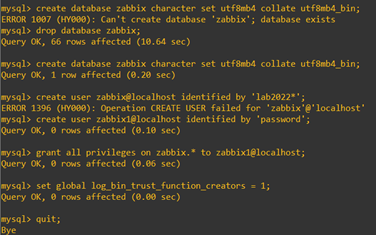 mysql> create database zabbix character set utf8mb4 collate utf8mb4_bin;
ERROR 1007 (HY000): Can't create database 'zabbix'; database exists
mysql> drop database zabbix;
Query OK, 66 rows affected (10.64 sec)
mysql> create database zabbix character set utf8mb4 collate utf8mb4_bin;
Query OK, 1 row affected (0.20 sec)
mysql> create user zabbix@localhost identified by 'lab2022*';
ERROR 1396 (HY000): Operation CREATE USER failed for 'zabbix'@'localhost'
mysql> create user zabbix1@localhost identified by 'password';
Query OK, 0 rows affected (0.10 sec)
mysql> grant all privileges on zabbix.* to zabbix1@localhost;
Query OK, 0 rows affected (0.06 sec)
mysql> set global log_bin_trust_function_creators = 1;
Query OK, 0 rows affected (0.00 sec)
mysql> quit;
Bye